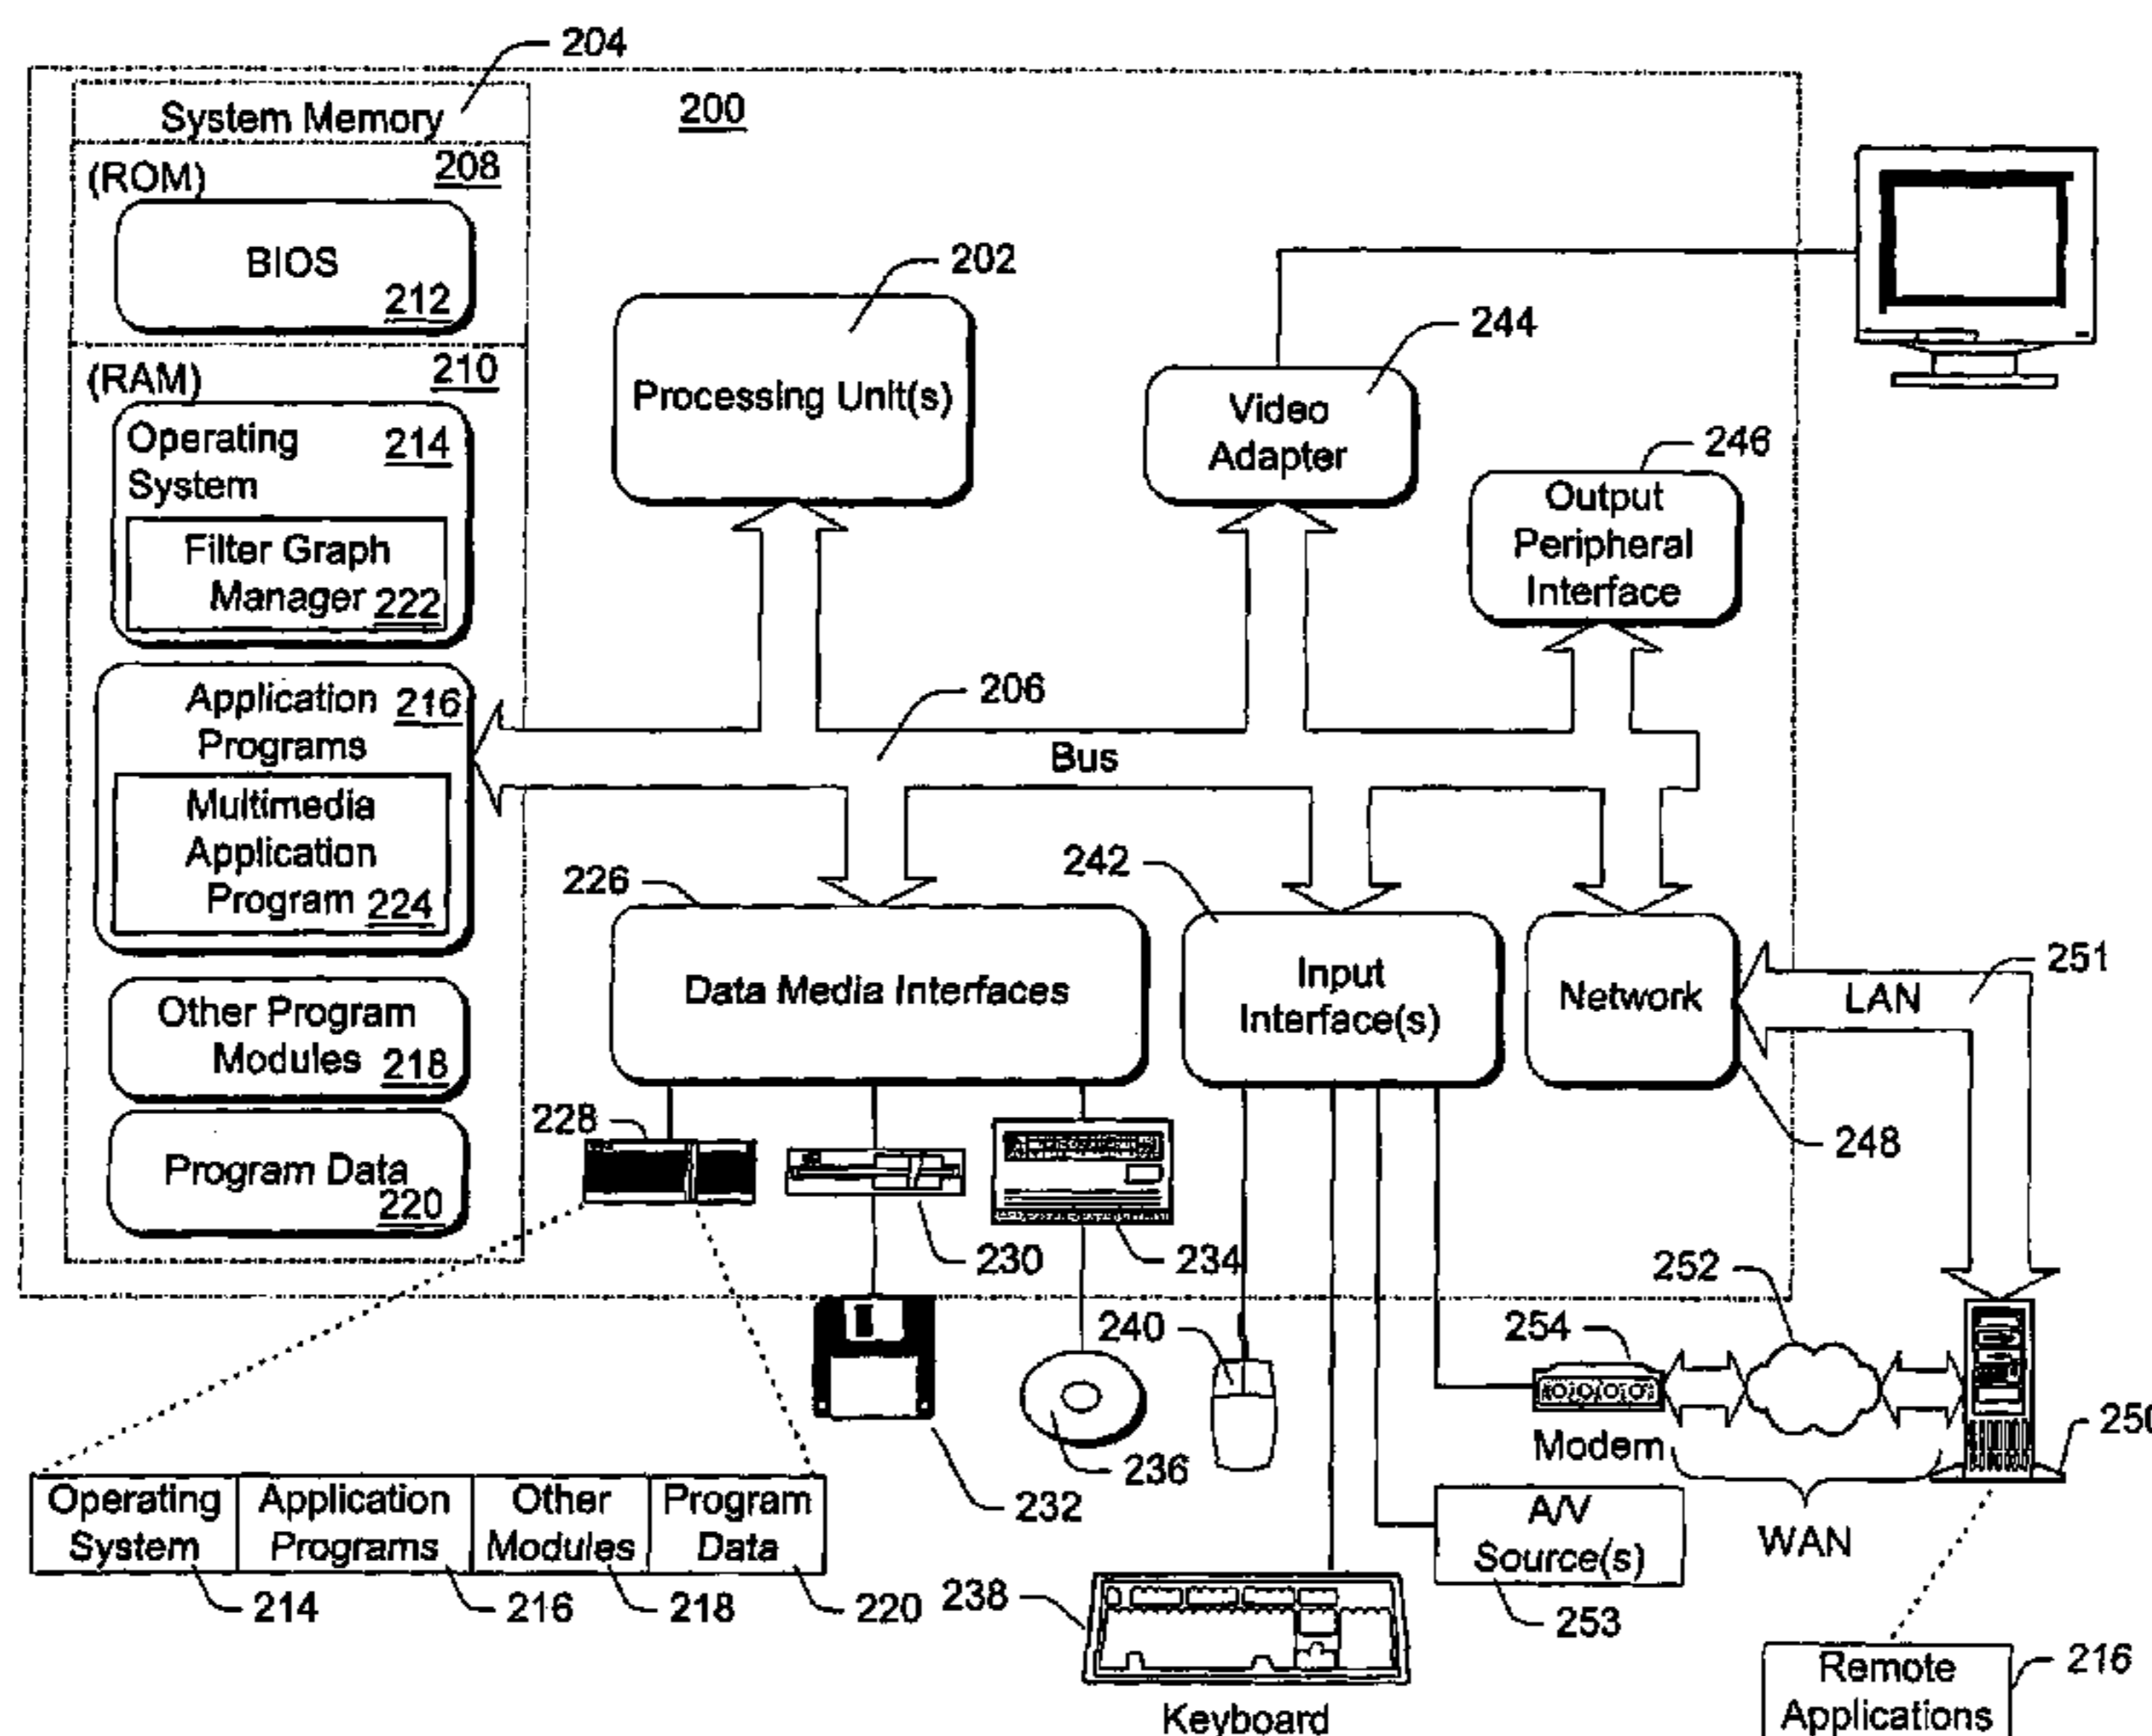 204
System Memory
200
(ROM)
208
BIOS
212
(RAM)
210
Operating
System
214
Filter Graph
Manager 222
Application
Programs
216
Multimedia
Application
Program 224
Other Program
Modules 218
Program Data
220
202
Processing Unit(s)
244
Video
Adapter
246
Output
Peripheral
Interface
206
Bus
226
Data Media Interfaces
242
Input
Interface(s)
Network
248
LAN
251
228
230
234
232
236
240
252
254
Modem
250
WAN
A/V
Source(s)
253
Operating
System
214
Application
Programs
216
Other
Modules
218
Program
Data
220
238
Keyboard
Remote
Applications
216